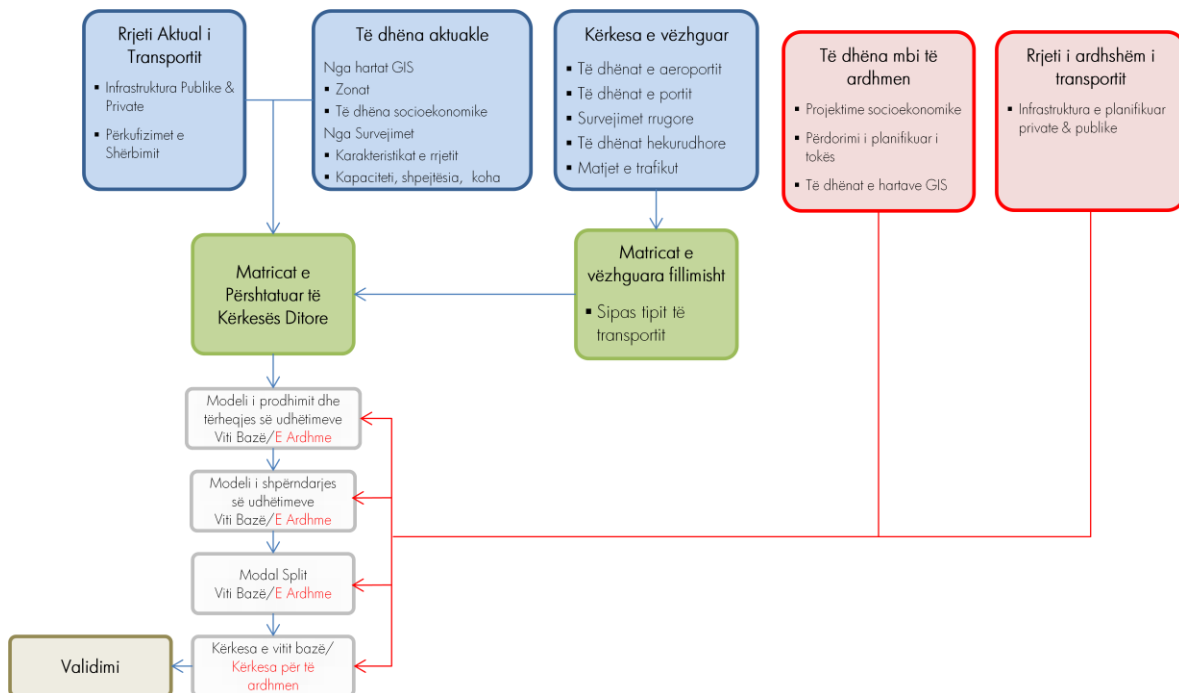 Rrjeti Aktual i
Transportit
▪ Infrastruktura Publike &
Private
▪ Përkufizimet e
Shërbimit
Të dhëna aktuakle
Nga hartat GIS
▪ Zonat
▪ Të dhëna socioekonomike
Nga Survejimet
▪ Karakteristikat e rrjetit
▪ Kapaciteti, shpejtësia, koha
Kërkesa e vëzhguar
▪ Të dhënat e aeroportit
▪ Të dhënat e portit
▪ Survejimet rrugore
▪ Të dhënat hekurudhore
▪ Matjet e trafikut
Të dhëna mbi të
ardhmen
▪ Projektime socioekonomike
▪ Përdorimi i planifikuar i
tokës
▪ Të dhënat e hartave GIS
Rrjeti i ardhshëm i
transportit
▪ Infrastruktura e planifikuar
private & publike
Matricat e
Përshtatuar të
Kërkesës Ditore
Matricat e
vëzhguara fillimisht
▪ Sipas tipit të
transportit
Modeli i prodhimit dhe
tërheqjes së udhëtimeve
Viti Bazë/E Ardhme
Modeli i shpërndarjes
së udhëtimeve
Viti Bazë/E Ardhme
Modal Split
Viti Bazë/E Ardhme
Kërkesa e vitit bazë/
Kërkesa për të
ardhmen
Validimi